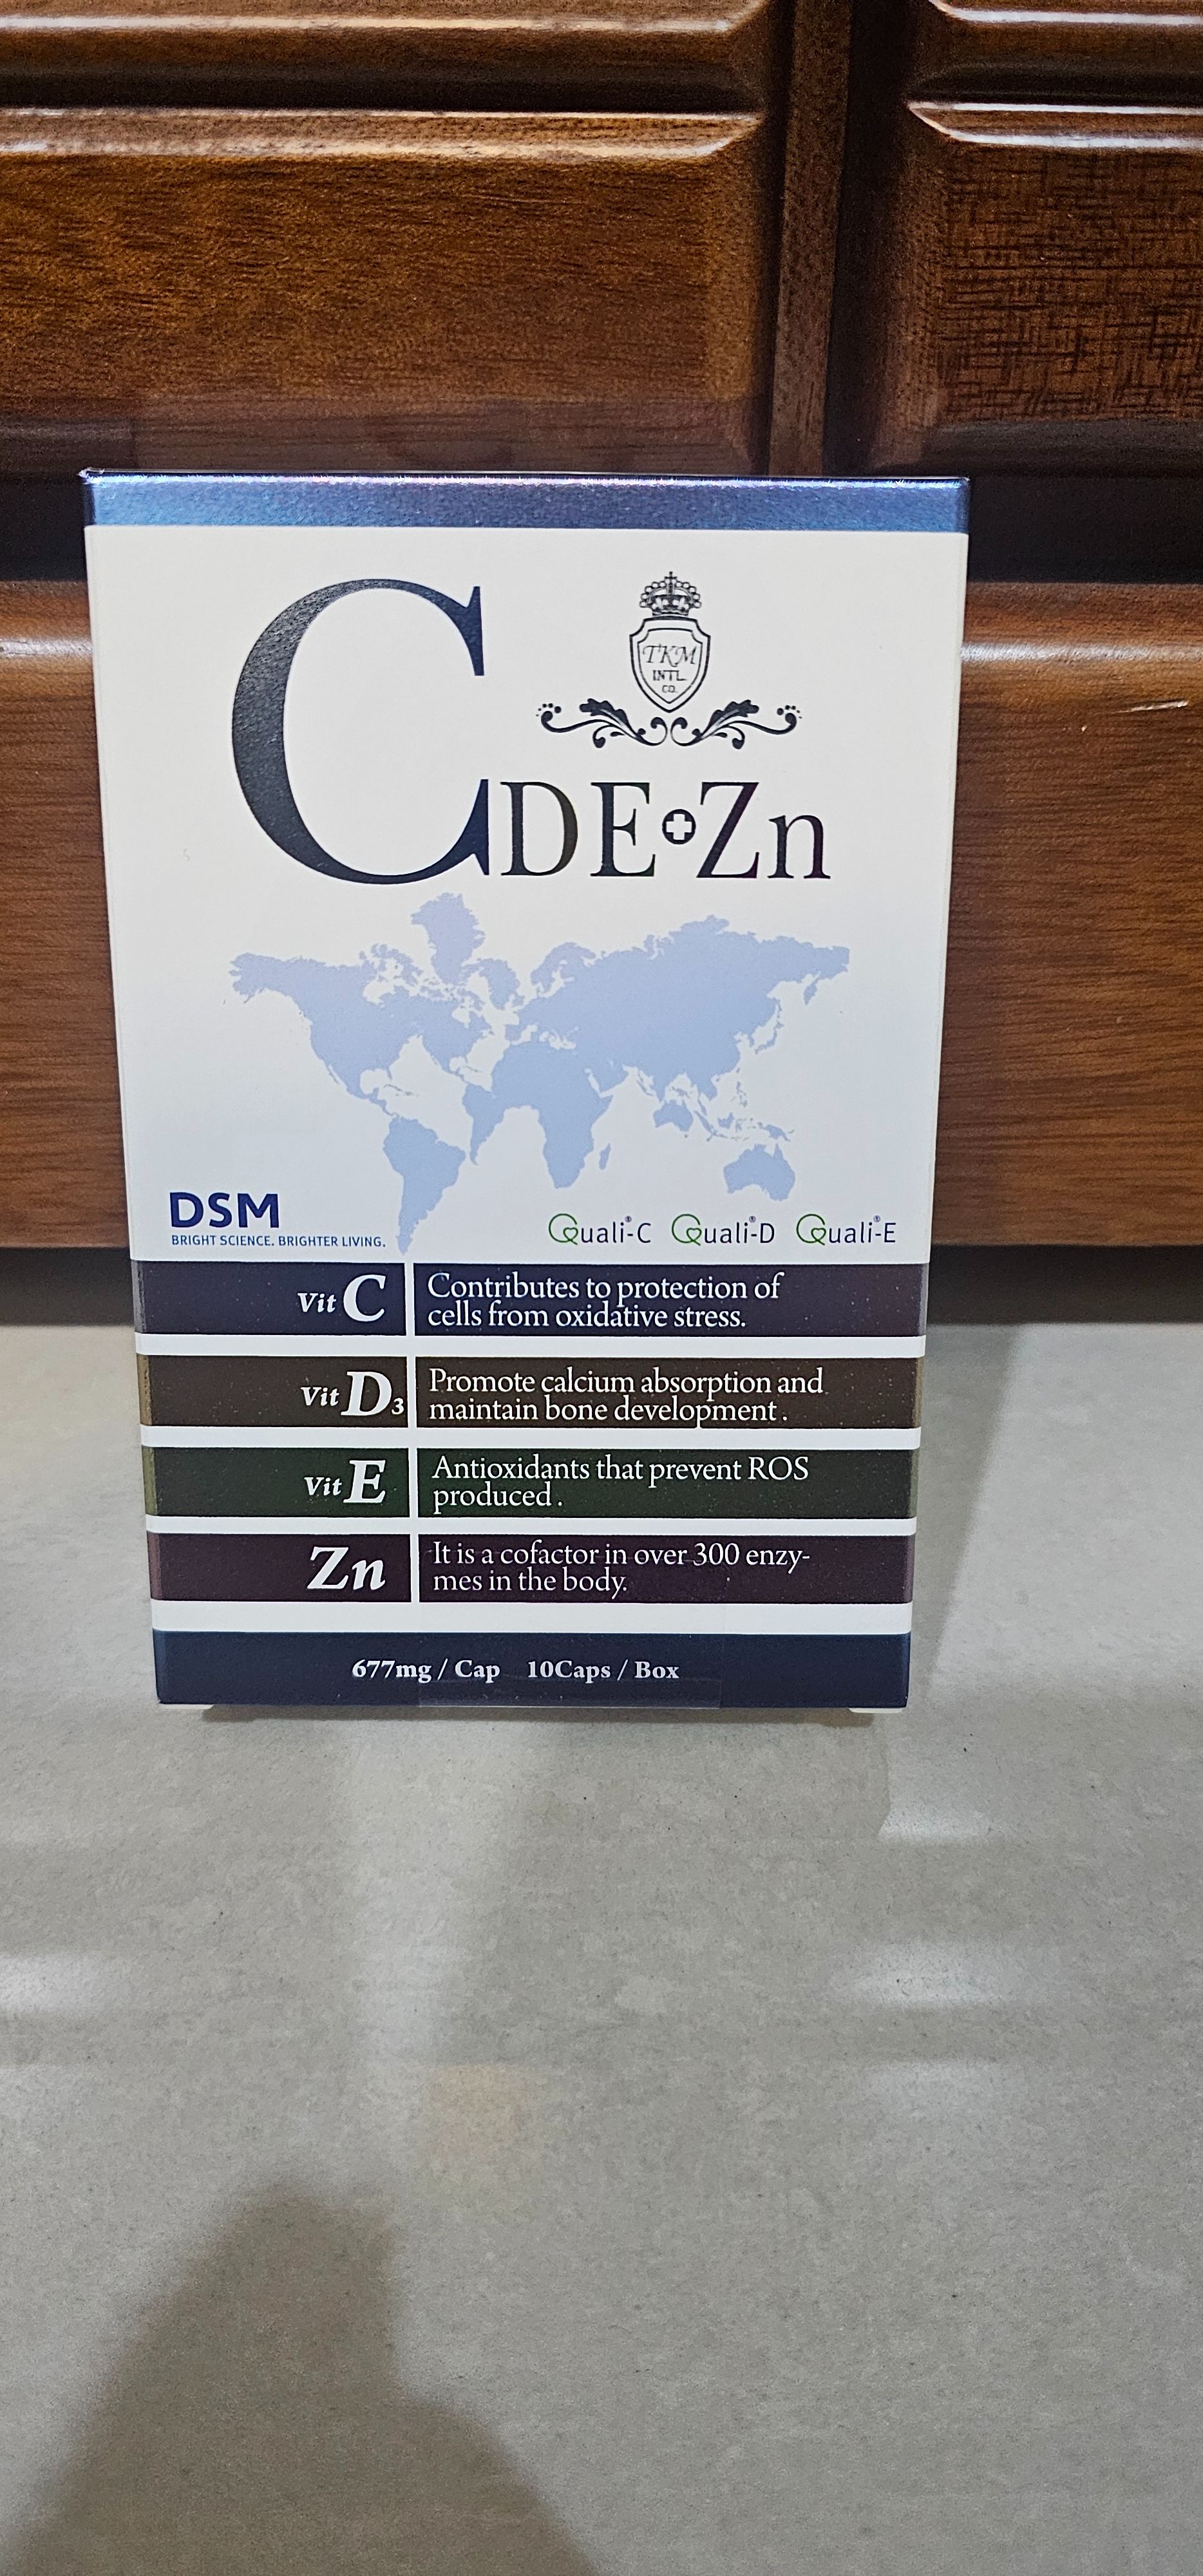 TKM
INTL.
CO.
CDE+Zn
DSM
BRIGHT SCIENCE. BRIGHTER LIVING.
Quali®-C Quali®-D Quali®-E
Vit C
Contributes to protection of
cells from oxidative stress.
Vit D3
Promote calcium absorption and
maintain bone development .
Vit E
Antioxidants that prevent ROS
produced .
Zn
It is a cofactor in over 300 enzy-
mes in the body.
677mg / Cap 10Caps / Box